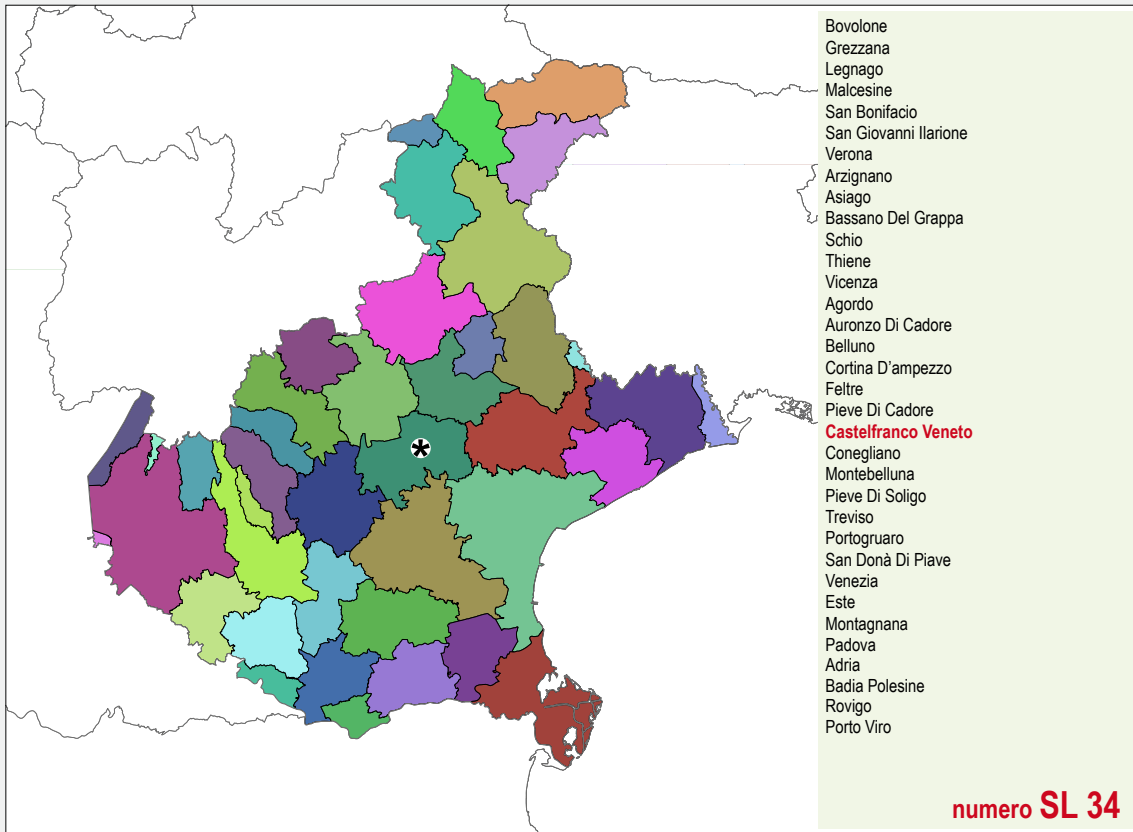 Bovolone
Grezzana
Legnago
Malcesine
San Bonifacio
San Giovanni Ilarione
Verona
Arzignano
Asiago
Bassano Del Grappa
Schio
Thiene
Vicenza
Agordo
Auronzo Di Cadore
Belluno
Cortina D'ampezzo
Feltre
Pieve Di Cadore
Castelfranco Veneto
Conegliano
Montebelluna
Pieve Di Soligo
Treviso
Portogruaro
San Donà Di Piave
Venezia
Este
Montagnana
Padova
Adria
Badia Polesine
Rovigo
Porto Viro
numero SL 34